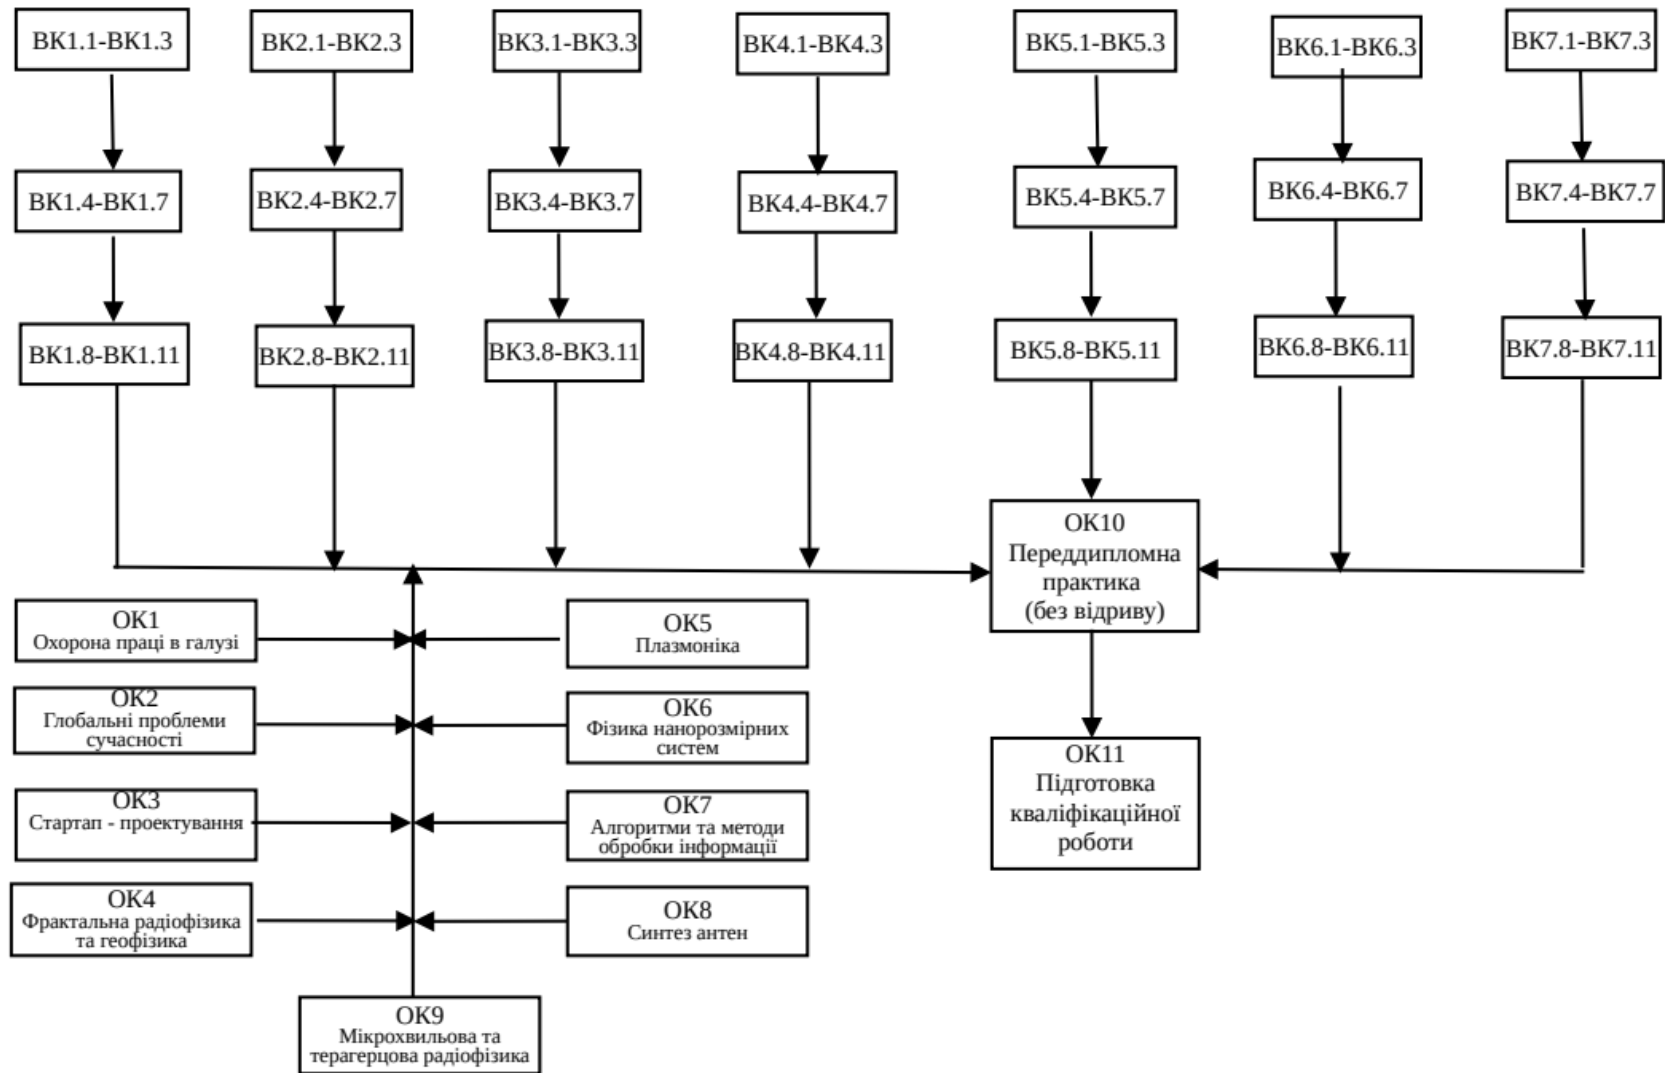 ВК1.1-ВК1.3
ВК2.1-ВК2.3
ВК3.1-ВК3.3
ВК4.1-ВК4.3
ВК5.1-ВК5.3
ВК6.1-ВК6.3
ВК7.1-ВК7.3
ВК1.4-ВК1.7
ВК2.4-ВК2.7
ВК3.4-ВК3.7
ВК4.4-ВК4.7
ВК5.4-ВК5.7
ВК6.4-ВК6.7
ВК7.4-ВК7.7
ВК1.8-ВК1.11
ВК2.8-ВК2.11
ВК3.8-ВК3.11
ВК4.8-ВК4.11
ВК5.8-ВК5.11
ВК6.8-ВК6.11
ВК7.8-ВК7.11
ОК10
Переддипломна
практика
(без відриву)
ОК1
Охорона праці в галузі
ОК5
Плазмоніка
ОК2
Глобальні проблеми
сучасності
ОК6
Фізика нанорозмірних
систем
ОК3
Стартап - проектування
ОК7
Алгоритми та методи
обробки інформації
ОК4
Фрактальна радіофізика
та геофізика
ОК8
Синтез антен
ОК9
Мікрохвильова та
терагерцова радіофізика
ОК11
Підготовка
кваліфікаційної
роботи